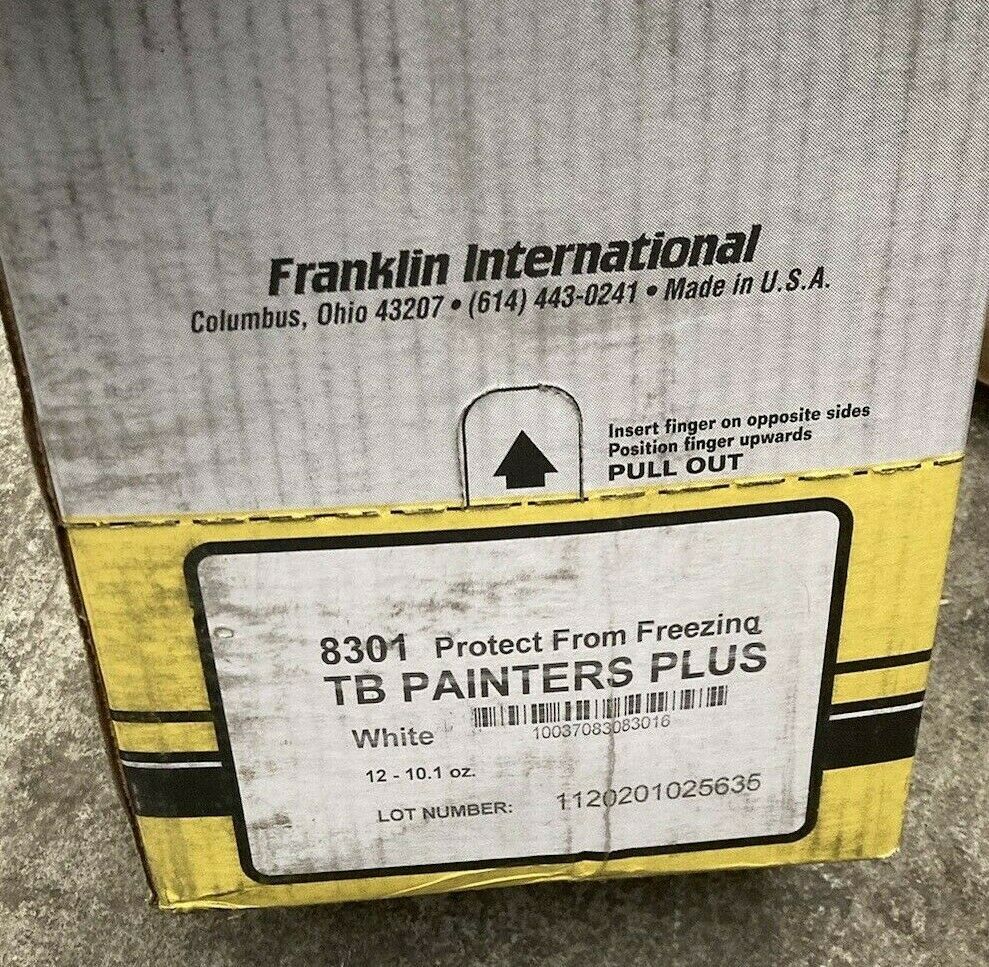 Franklin International
Columbus, Ohio 43207 • (614) 443-0241 • Made in U.S.A.
Insert finger on opposite sides
Position finger upwards
PULL OUT
8301 Protect From Freezing
TB PAINTERS PLUS
White
10037083083016
12 - 10.1 oz.
LOT NUMBER: 1120201025635